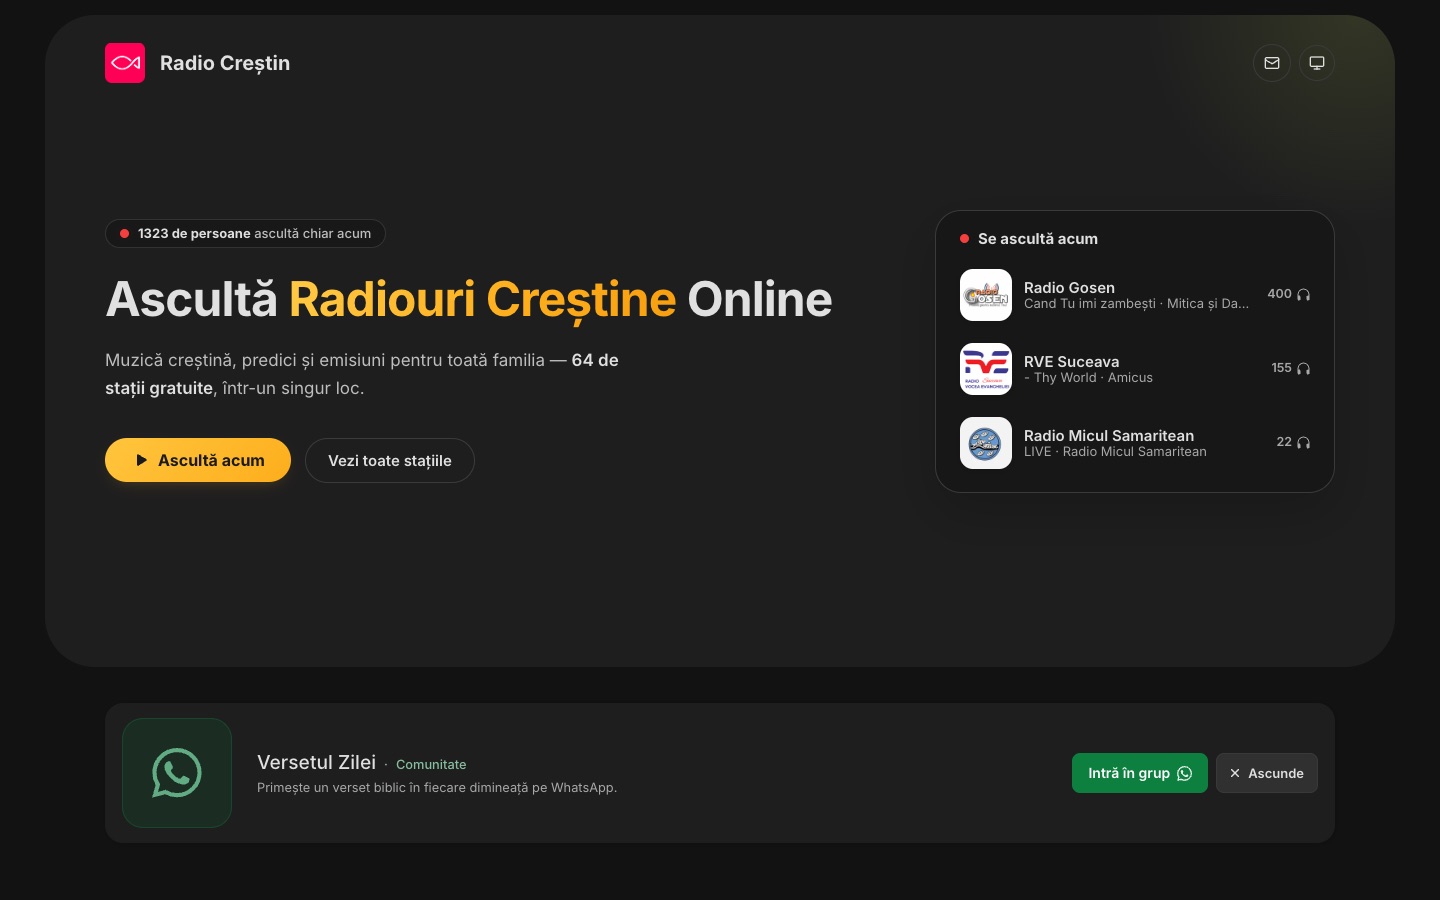 Radio Creștin
1323 de persoane ascultă chiar acum
Ascultă Radiouri Creștine Online
Muzică creștină, predici și emisiuni pentru toată familia — 64 de
stații gratuite, într-un singur loc.
Ascultă acum
Vezi toate stațiile
Se ascultă acum
Radio Gosen
Cand Tu imi zambești · Mitica și Da...
400
RVE Suceava
- Thy World · Amicus
155
Radio Micul Samaritean
LIVE · Radio Micul Samaritean
22
Versetul Zilei · Comunitate
Primește un verset biblic în fiecare dimineață pe WhatsApp.
Intră în grup
Ascunde